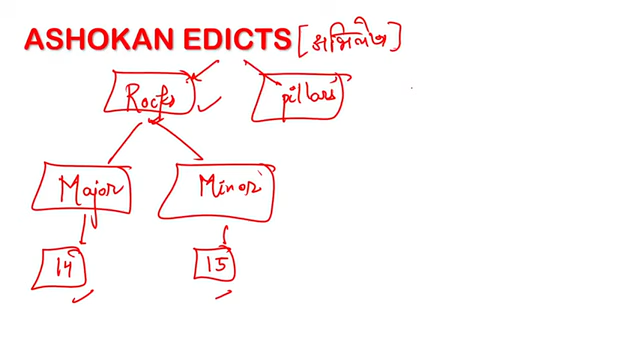 ASHOKAN EDICTS [अभिलेख]
Rocks pillars
Major Minor
14 15